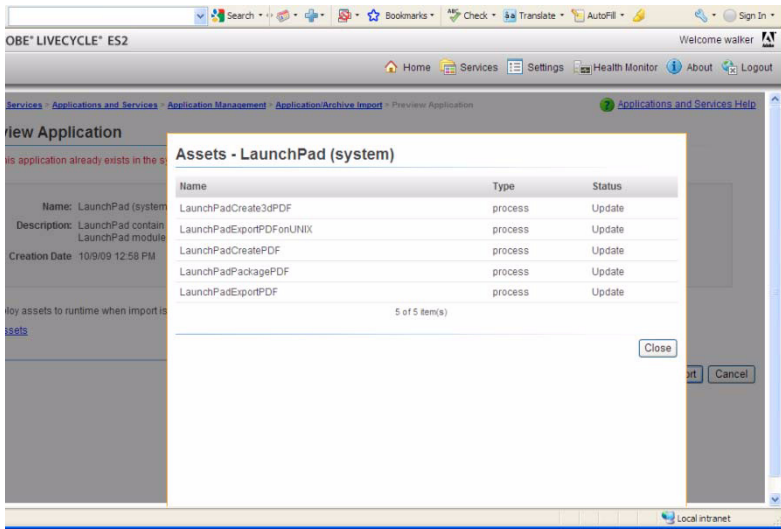 Search Bookmarks Check Translate AutoFill Sign In
OBE® LIVECYCLE® ES2 Welcome walker
Home Services Settings Health Monitor About Logout
Services > Applications and Services > Application Management > Application/Archive Import > Preview Application Applications and Services Help
view Application
his application already exists in the sy
Name: LaunchPad (system
Description: LaunchPad contain
LaunchPad module
Creation Date 10/9/09 12:58 PM
loy assets to runtime when import is
ssets
Assets - LaunchPad (system)
Name Type Status
LaunchPadCreate3dPDF process Update
LaunchPadExportPDFonUNIX process Update
LaunchPadCreatePDF process Update
LaunchPadPackagePDF process Update
LaunchPadExportPDF process Update
5 of 5 item(s)
Close
ort Cancel
Local intranet